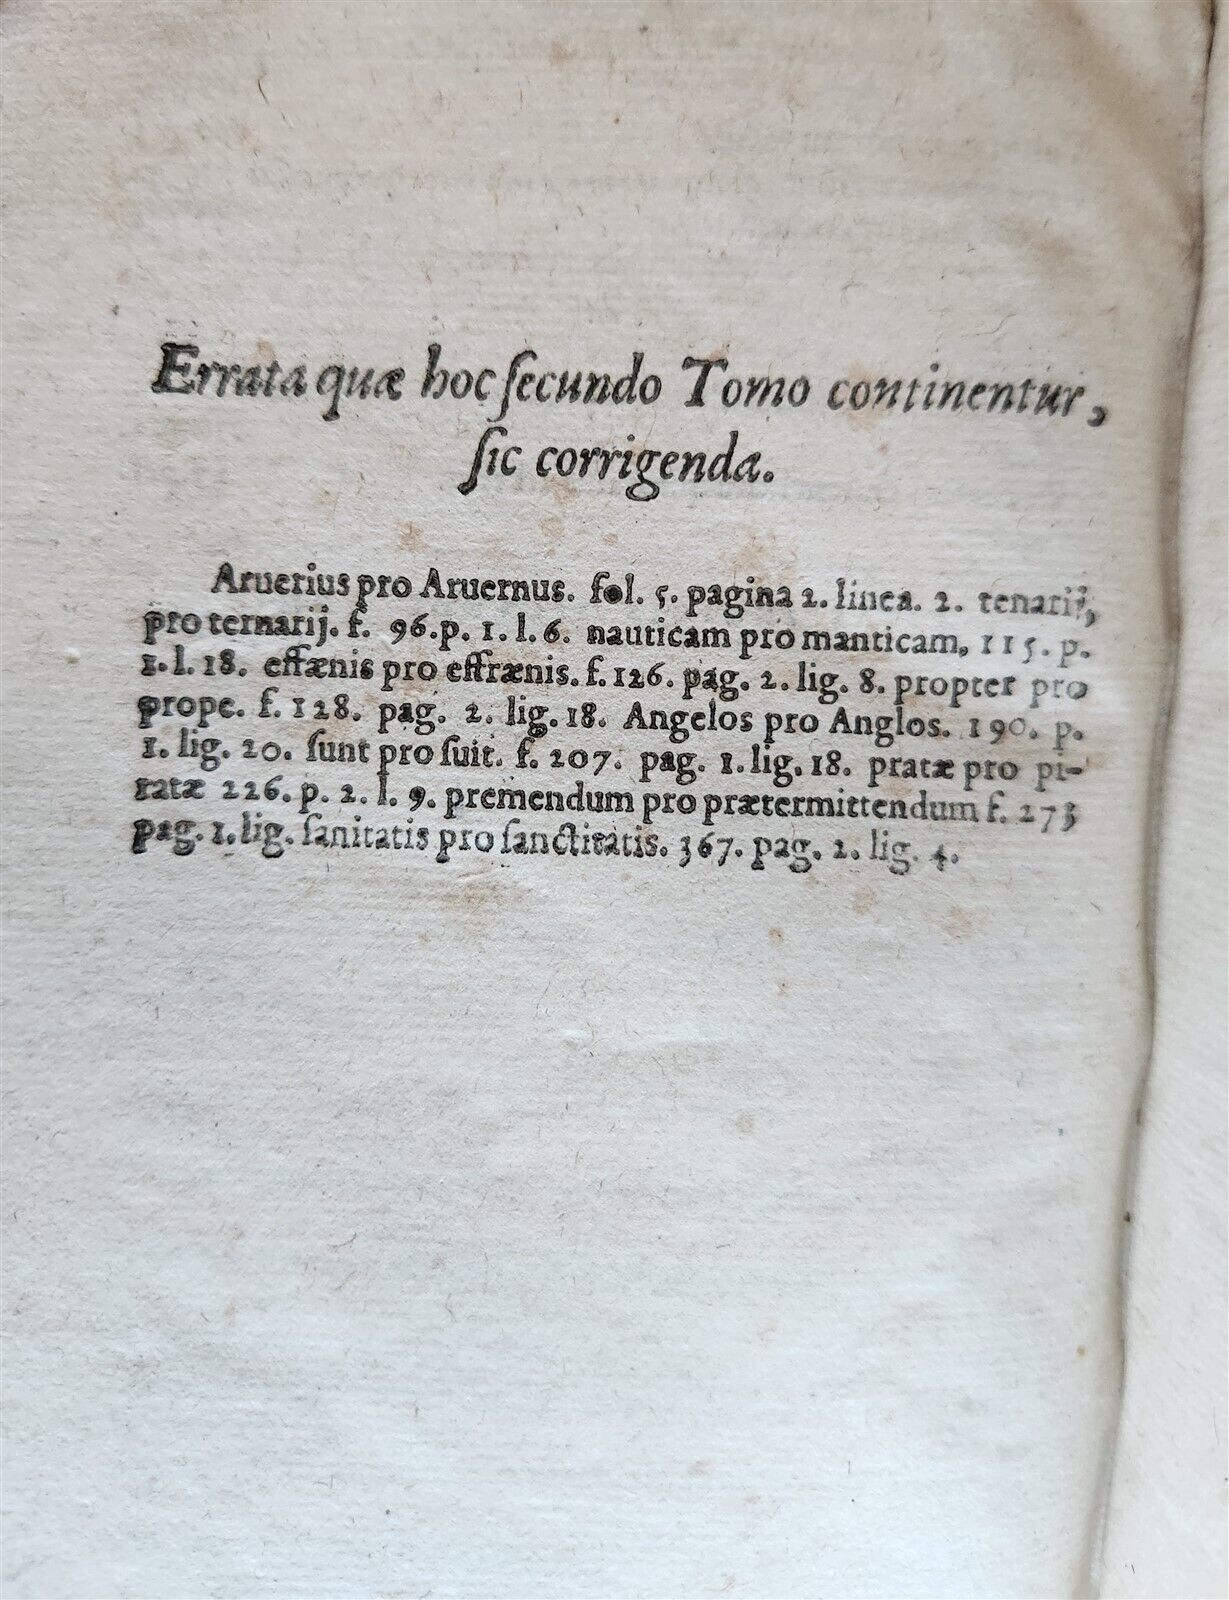 Errata quæ hoc ſecundo Tomo continentur,
ſic corrigenda.
Aruerius pro Aruernus. fol. 5. pagina 2. linea. 2. tenarij,
pro ternarij. f. 96. p. 1. l. 6. nauticam pro manticam, 115. p.
1. l. 18. effænis pro effrænis. f. 126. pag. 2. lig. 8. propter pro
prope. f. 128. pag. 2. lig. 18. Angelos pro Anglos. 190. p.
1. lig. 20. ſunt pro ſuit. f. 207. pag. 1. lig. 18. pratæ pro pi-
ratæ 226. p. 2. l. 9. premendum pro prætermittendum f. 273
pag. 1. lig. ſanitatis pro ſanctitatis. 367. pag. 2. lig. 4.